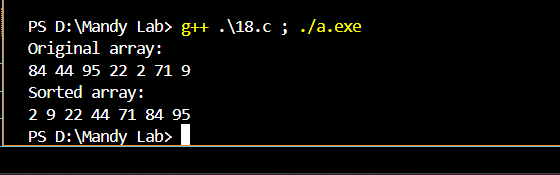 PS D:\Mandy Lab> g++ .\18.c ; ./a.exe
Original array:
84 44 95 22 2 71 9
Sorted array:
2 9 22 44 71 84 95
PS D:\Mandy Lab>